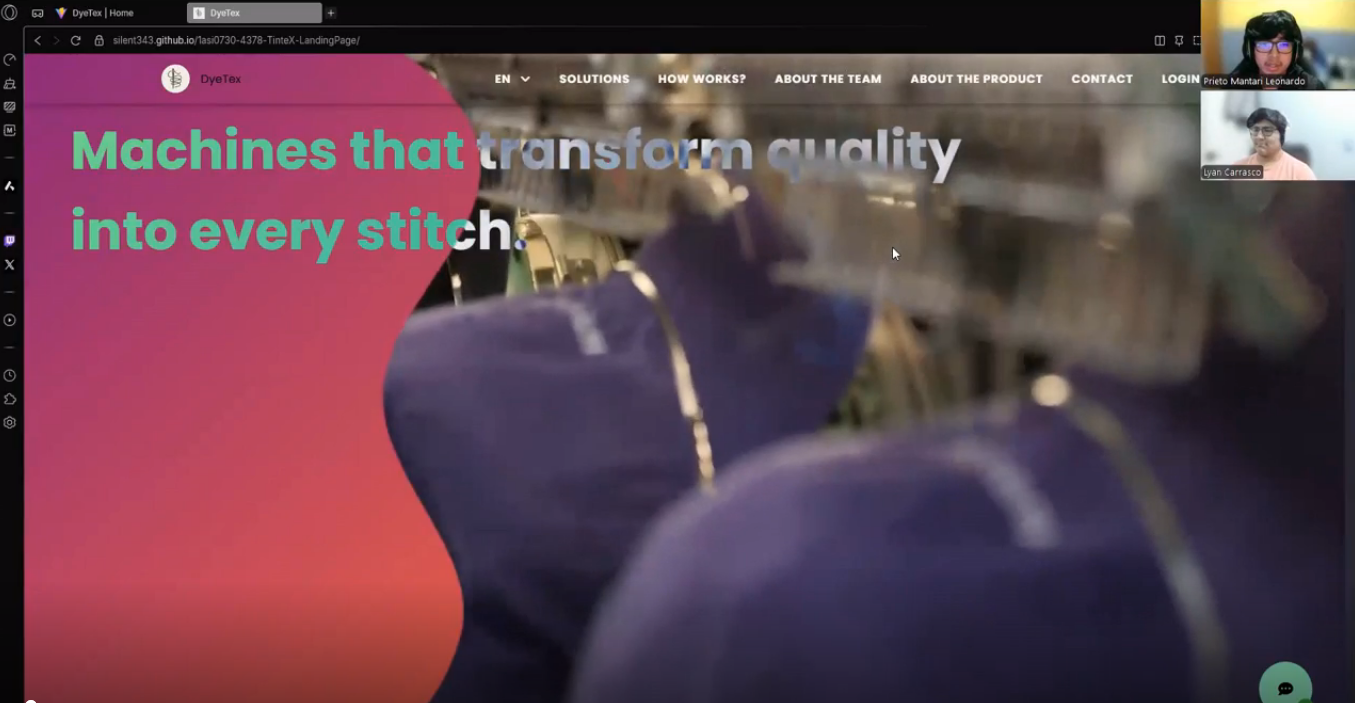 DyeTex | Home
DyeTex
silent343.github.io/1asi0730-4378-TinteX-LandingPage/
DyeTex
EN
SOLUTIONS
HOW WORKS?
ABOUT THE TEAM
ABOUT THE PRODUCT
CONTACT
LOGIN
Prieto Mantari Leonardo
Lyan Carrasco
Machines that transform quality
into every stitch.